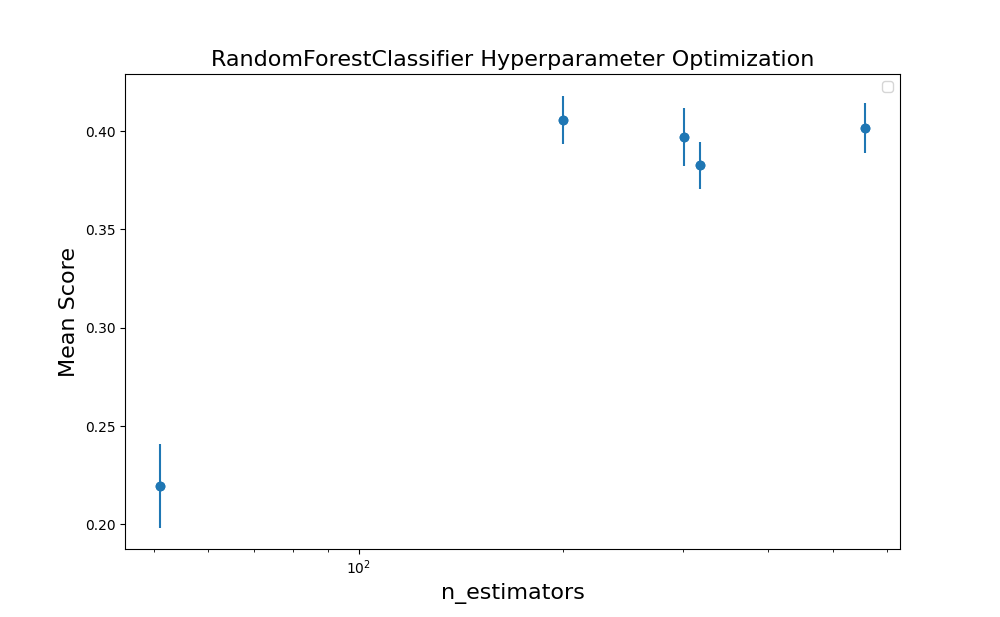 RandomForestClassifier Hyperparameter Optimization
0.40
0.35
0.30
0.25
0.20
Mean Score
10²
n_estimators